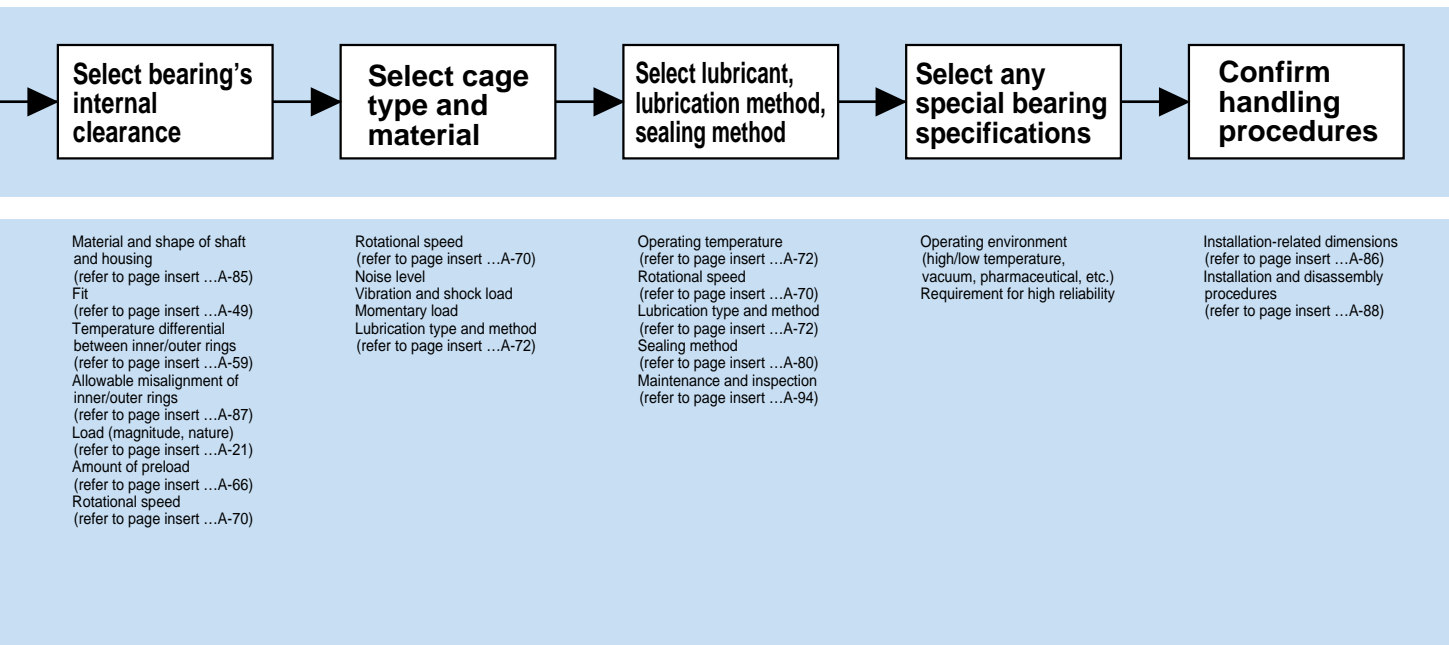 Select bearing's
internal
clearance
Select cage
type and
material
Select lubricant,
lubrication method,
sealing method
Select any
special bearing
specifications
Confirm
handling
procedures
Material and shape of shaft
and housing
(refer to page insert …A-85)
Fit
(refer to page insert …A-49)
Temperature differential
between inner/outer rings
(refer to page insert …A-59)
Allowable misalignment of
inner/outer rings
(refer to page insert …A-87)
Load (magnitude, nature)
(refer to page insert …A-21)
Amount of preload
(refer to page insert …A-66)
Rotational speed
(refer to page insert …A-70)
Rotational speed
(refer to page insert …A-70)
Noise level
Vibration and shock load
Momentary load
Lubrication type and method
(refer to page insert …A-72)
Operating temperature
(refer to page insert …A-72)
Rotational speed
(refer to page insert …A-70)
Lubrication type and method
(refer to page insert …A-72)
Sealing method
(refer to page insert …A-80)
Maintenance and inspection
(refer to page insert …A-94)
Operating environment
(high/low temperature,
vacuum, pharmaceutical, etc.)
Requirement for high reliability
Installation-related dimensions
(refer to page insert …A-86)
Installation and disassembly
procedures
(refer to page insert …A-88)